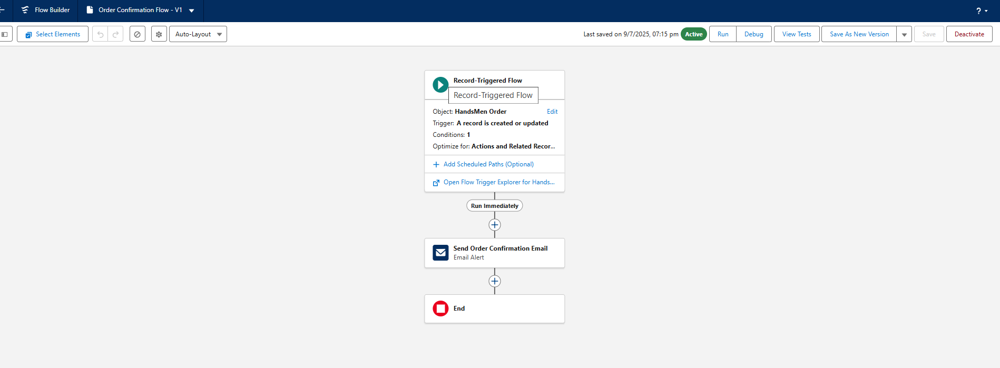 Flow Builder
Order Confirmation Flow - V1
?
Select Elements
Auto-Layout
Last saved on 9/7/2025, 07:15 pm
Active
Run
Debug
View Tests
Save As New Version
Save
Deactivate
Record-Triggered Flow
Record-Triggered Flow
Object: HandsMen Order
Edit
Trigger: A record is created or updated
Conditions: 1
Optimize for: Actions and Related Recor...
Add Scheduled Paths (Optional)
Open Flow Trigger Explorer for Hands...
Run Immediately
Send Order Confirmation Email
Email Alert
End